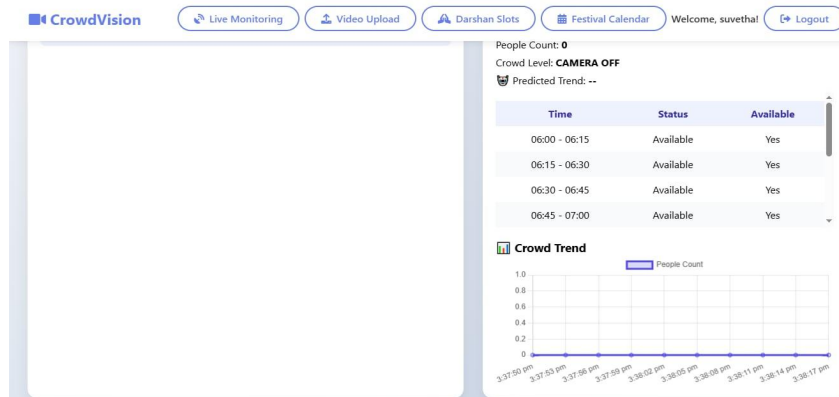 CrowdVision Live Monitoring Video Upload Darshan Slots Festival Calendar Welcome, suvetha! Logout
People Count: 0
Crowd Level: CAMERA OFF
Predicted Trend: --
Time Status Available
06:00 - 06:15 Available Yes
06:15 - 06:30 Available Yes
06:30 - 06:45 Available Yes
06:45 - 07:00 Available Yes
Crowd Trend
People Count
1.0
0.8
0.6
0.4
0.2
0
3:37:50 pm 3:37:53 pm 3:37:56 pm 3:37:59 pm 3:38:02 pm 3:38:05 pm 3:38:08 pm 3:38:11 pm 3:38:14 pm 3:38:17 pm